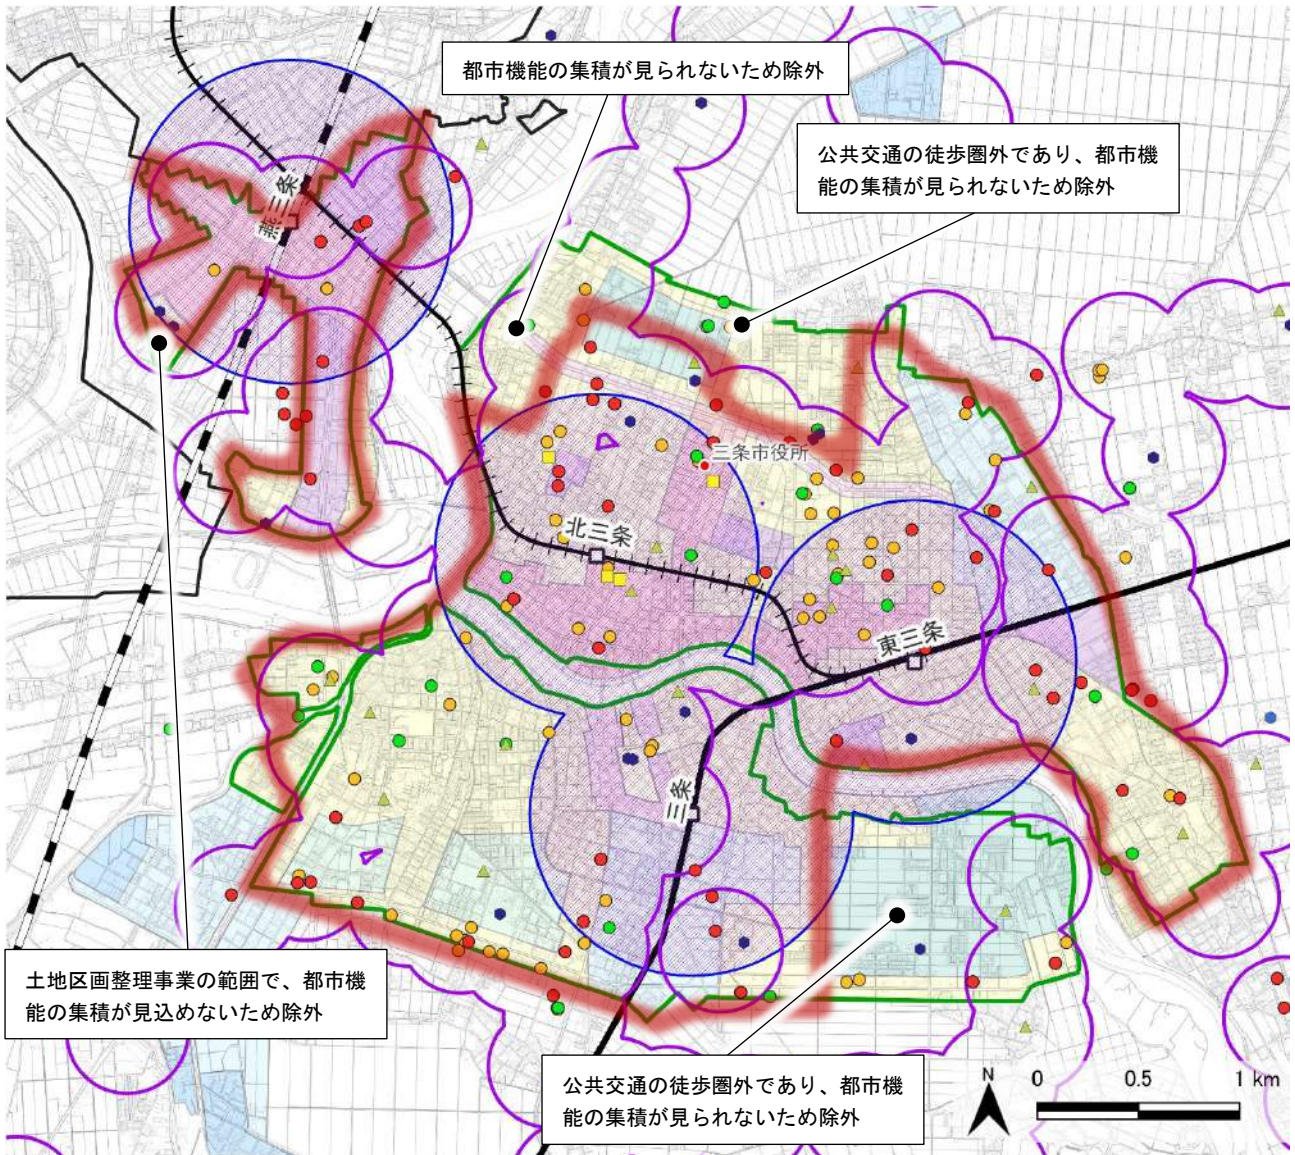 都市機能の集積が見られないため除外
公共交通の徒歩圏外であり、都市機
能の集積が見られないため除外
燕三条
三条市役所
北三条
東三条
三条
土地区画整理事業の範囲で、都市機
能の集積が見込めないため除外
公共交通の徒歩圏外であり、都市機
能の集積が見られないため除外
N
0 0.5 1 km